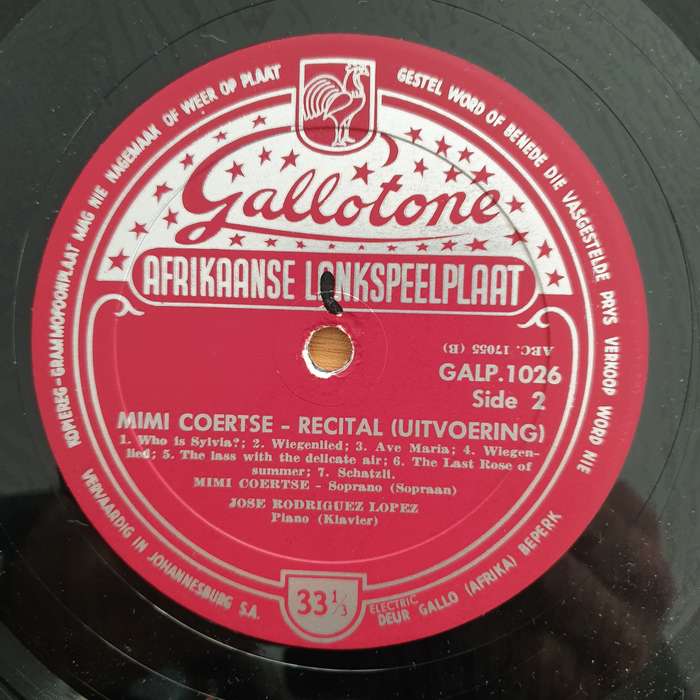 KOPIEREG-GRAMMOFOONPLAAT MAG NIE NAGEMAAK OF WEER OP PLAAT
GESTEL WORD OF BENEDE DIE VASGESTELDE PRYS VERKOOP WORD NIE
Gallotone
AFRIKAANSE LANKSPEELPLAAT
ABC. 17055 (B)
GALP.1026
Side 2
MIMI COERTSE - RECITAL (UITVOERING)
1. Who is Sylvia?; 2. Wiegenlied; 3. Ave Maria; 4. Wiegen-
lied; 5. The lass with the delicate air; 6. The Last Rose of
summer; 7. Schatzli.
MIMI COERTSE - Soprano (Sopraan)
JOSE RODRIGUEZ LOPEZ
Piano (Klavier)
33 1/3
ELECTRIC
VERVAARDIG IN JOHANNESBURG S.A.
DEUR GALLO (AFRIKA) BEPERK